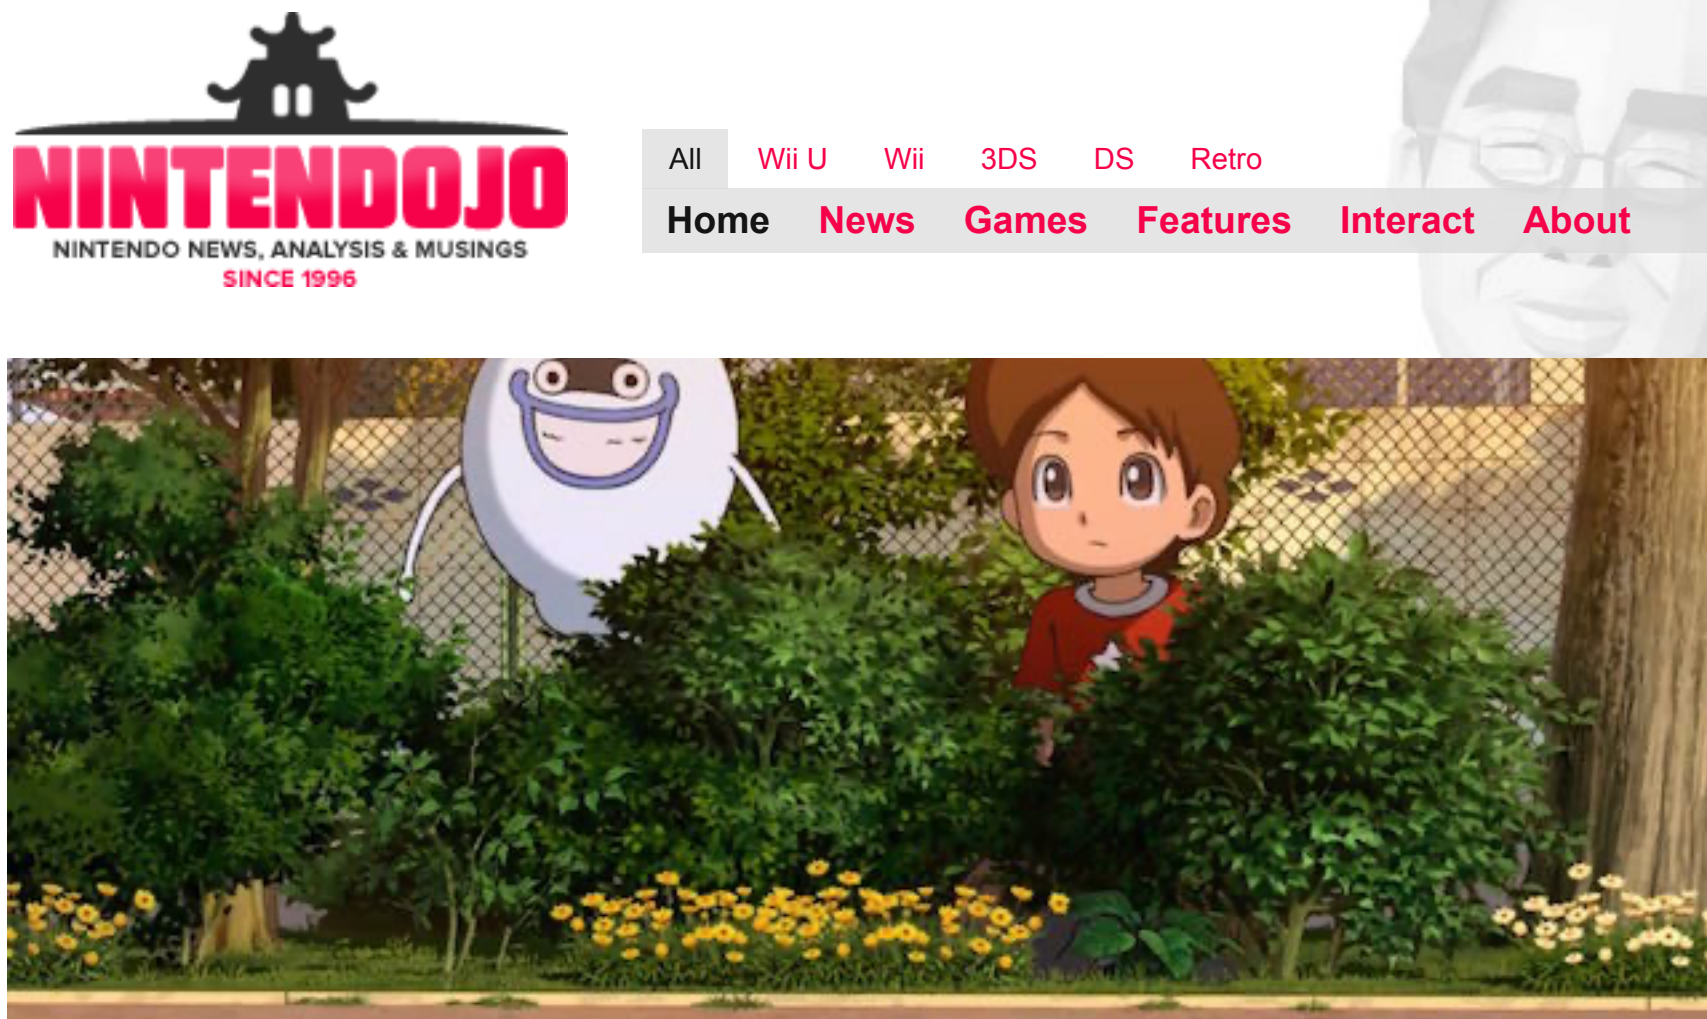 NINTENDOJO
NINTENDO NEWS, ANALYSIS & MUSINGS
SINCE 1996
All Wii U Wii 3DS DS Retro
Home News Games Features Interact About